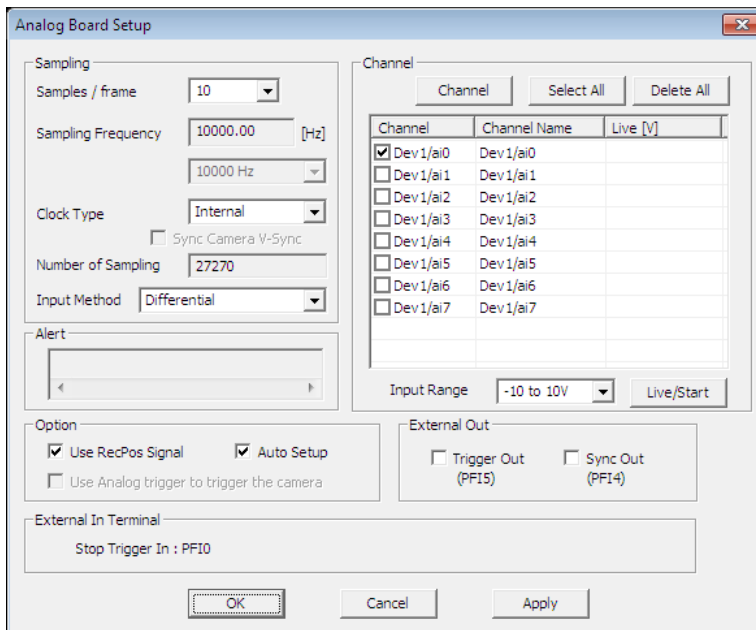 Analog Board Setup
Sampling
Samples / frame 10
Sampling Frequency 10000.00 [Hz]
10000 Hz
Clock Type Internal
Sync Camera V-Sync
Number of Sampling 27270
Input Method Differential
Channel
Channel Select All Delete All
Channel Channel Name Live [V]
Dev1/ai0 Dev1/ai0
Dev1/ai1 Dev1/ai1
Dev1/ai2 Dev1/ai2
Dev1/ai3 Dev1/ai3
Dev1/ai4 Dev1/ai4
Dev1/ai5 Dev1/ai5
Dev1/ai6 Dev1/ai6
Dev1/ai7 Dev1/ai7
Input Range -10 to 10V Live/Start
Alert
Option
Use RecPos Signal Auto Setup
Use Analog trigger to trigger the camera
External Out
Trigger Out Sync Out
(PFI5) (PFI4)
External In Terminal
Stop Trigger In : PFI0
OK Cancel Apply